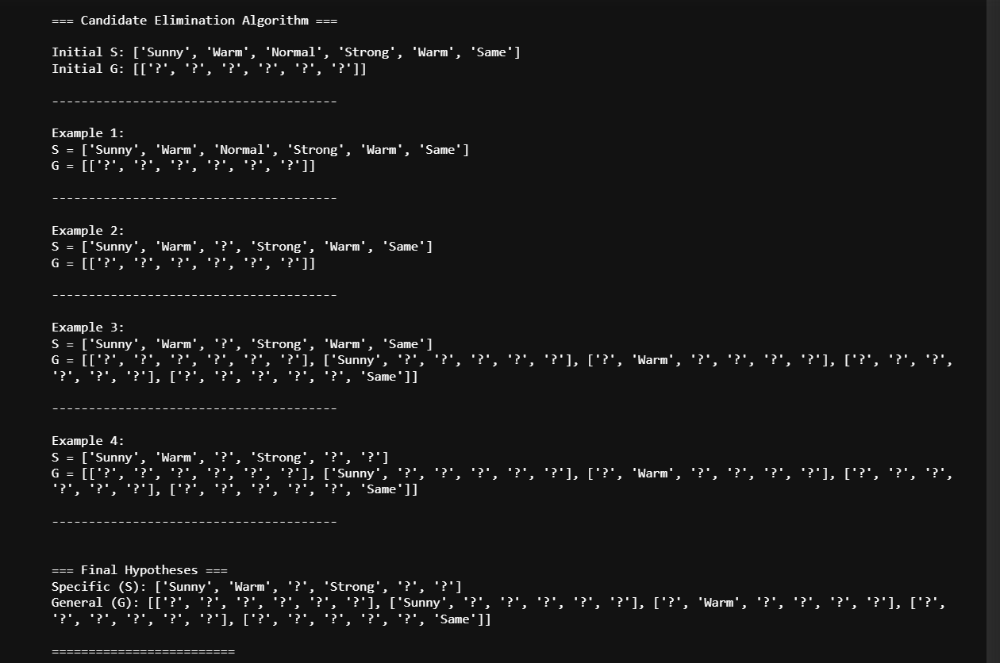 === Candidate Elimination Algorithm ===
Initial S: ['Sunny', 'Warm', 'Normal', 'Strong', 'Warm', 'Same']
Initial G: [['?', '?', '?', '?', '?', '?']]
---------------------------------------
Example 1:
S = ['Sunny', 'Warm', 'Normal', 'Strong', 'Warm', 'Same']
G = [['?', '?', '?', '?', '?', '?']]
---------------------------------------
Example 2:
S = ['Sunny', 'Warm', '?', 'Strong', 'Warm', 'Same']
G = [['?', '?', '?', '?', '?', '?']]
---------------------------------------
Example 3:
S = ['Sunny', 'Warm', '?', 'Strong', 'Warm', 'Same']
G = [['?', '?', '?', '?', '?', '?'], ['Sunny', '?', '?', '?', '?', '?'], ['?', 'Warm', '?', '?', '?', '?'], ['?', '?', '?',
'?', '?', '?'], ['?', '?', '?', '?', '?', 'Same']]
---------------------------------------
Example 4:
S = ['Sunny', 'Warm', '?', 'Strong', '?', '?']
G = [['?', '?', '?', '?', '?', '?'], ['Sunny', '?', '?', '?', '?', '?'], ['?', 'Warm', '?', '?', '?', '?'], ['?', '?', '?',
'?', '?', '?'], ['?', '?', '?', '?', '?', 'Same']]
---------------------------------------
=== Final Hypotheses ===
Specific (S): ['Sunny', 'Warm', '?', 'Strong', '?', '?']
General (G): [['?', '?', '?', '?', '?', '?'], ['Sunny', '?', '?', '?', '?', '?'], ['?', 'Warm', '?', '?', '?', '?'], ['?',
'?', '?', '?', '?', '?'], ['?', '?', '?', '?', '?', 'Same']]
=========================